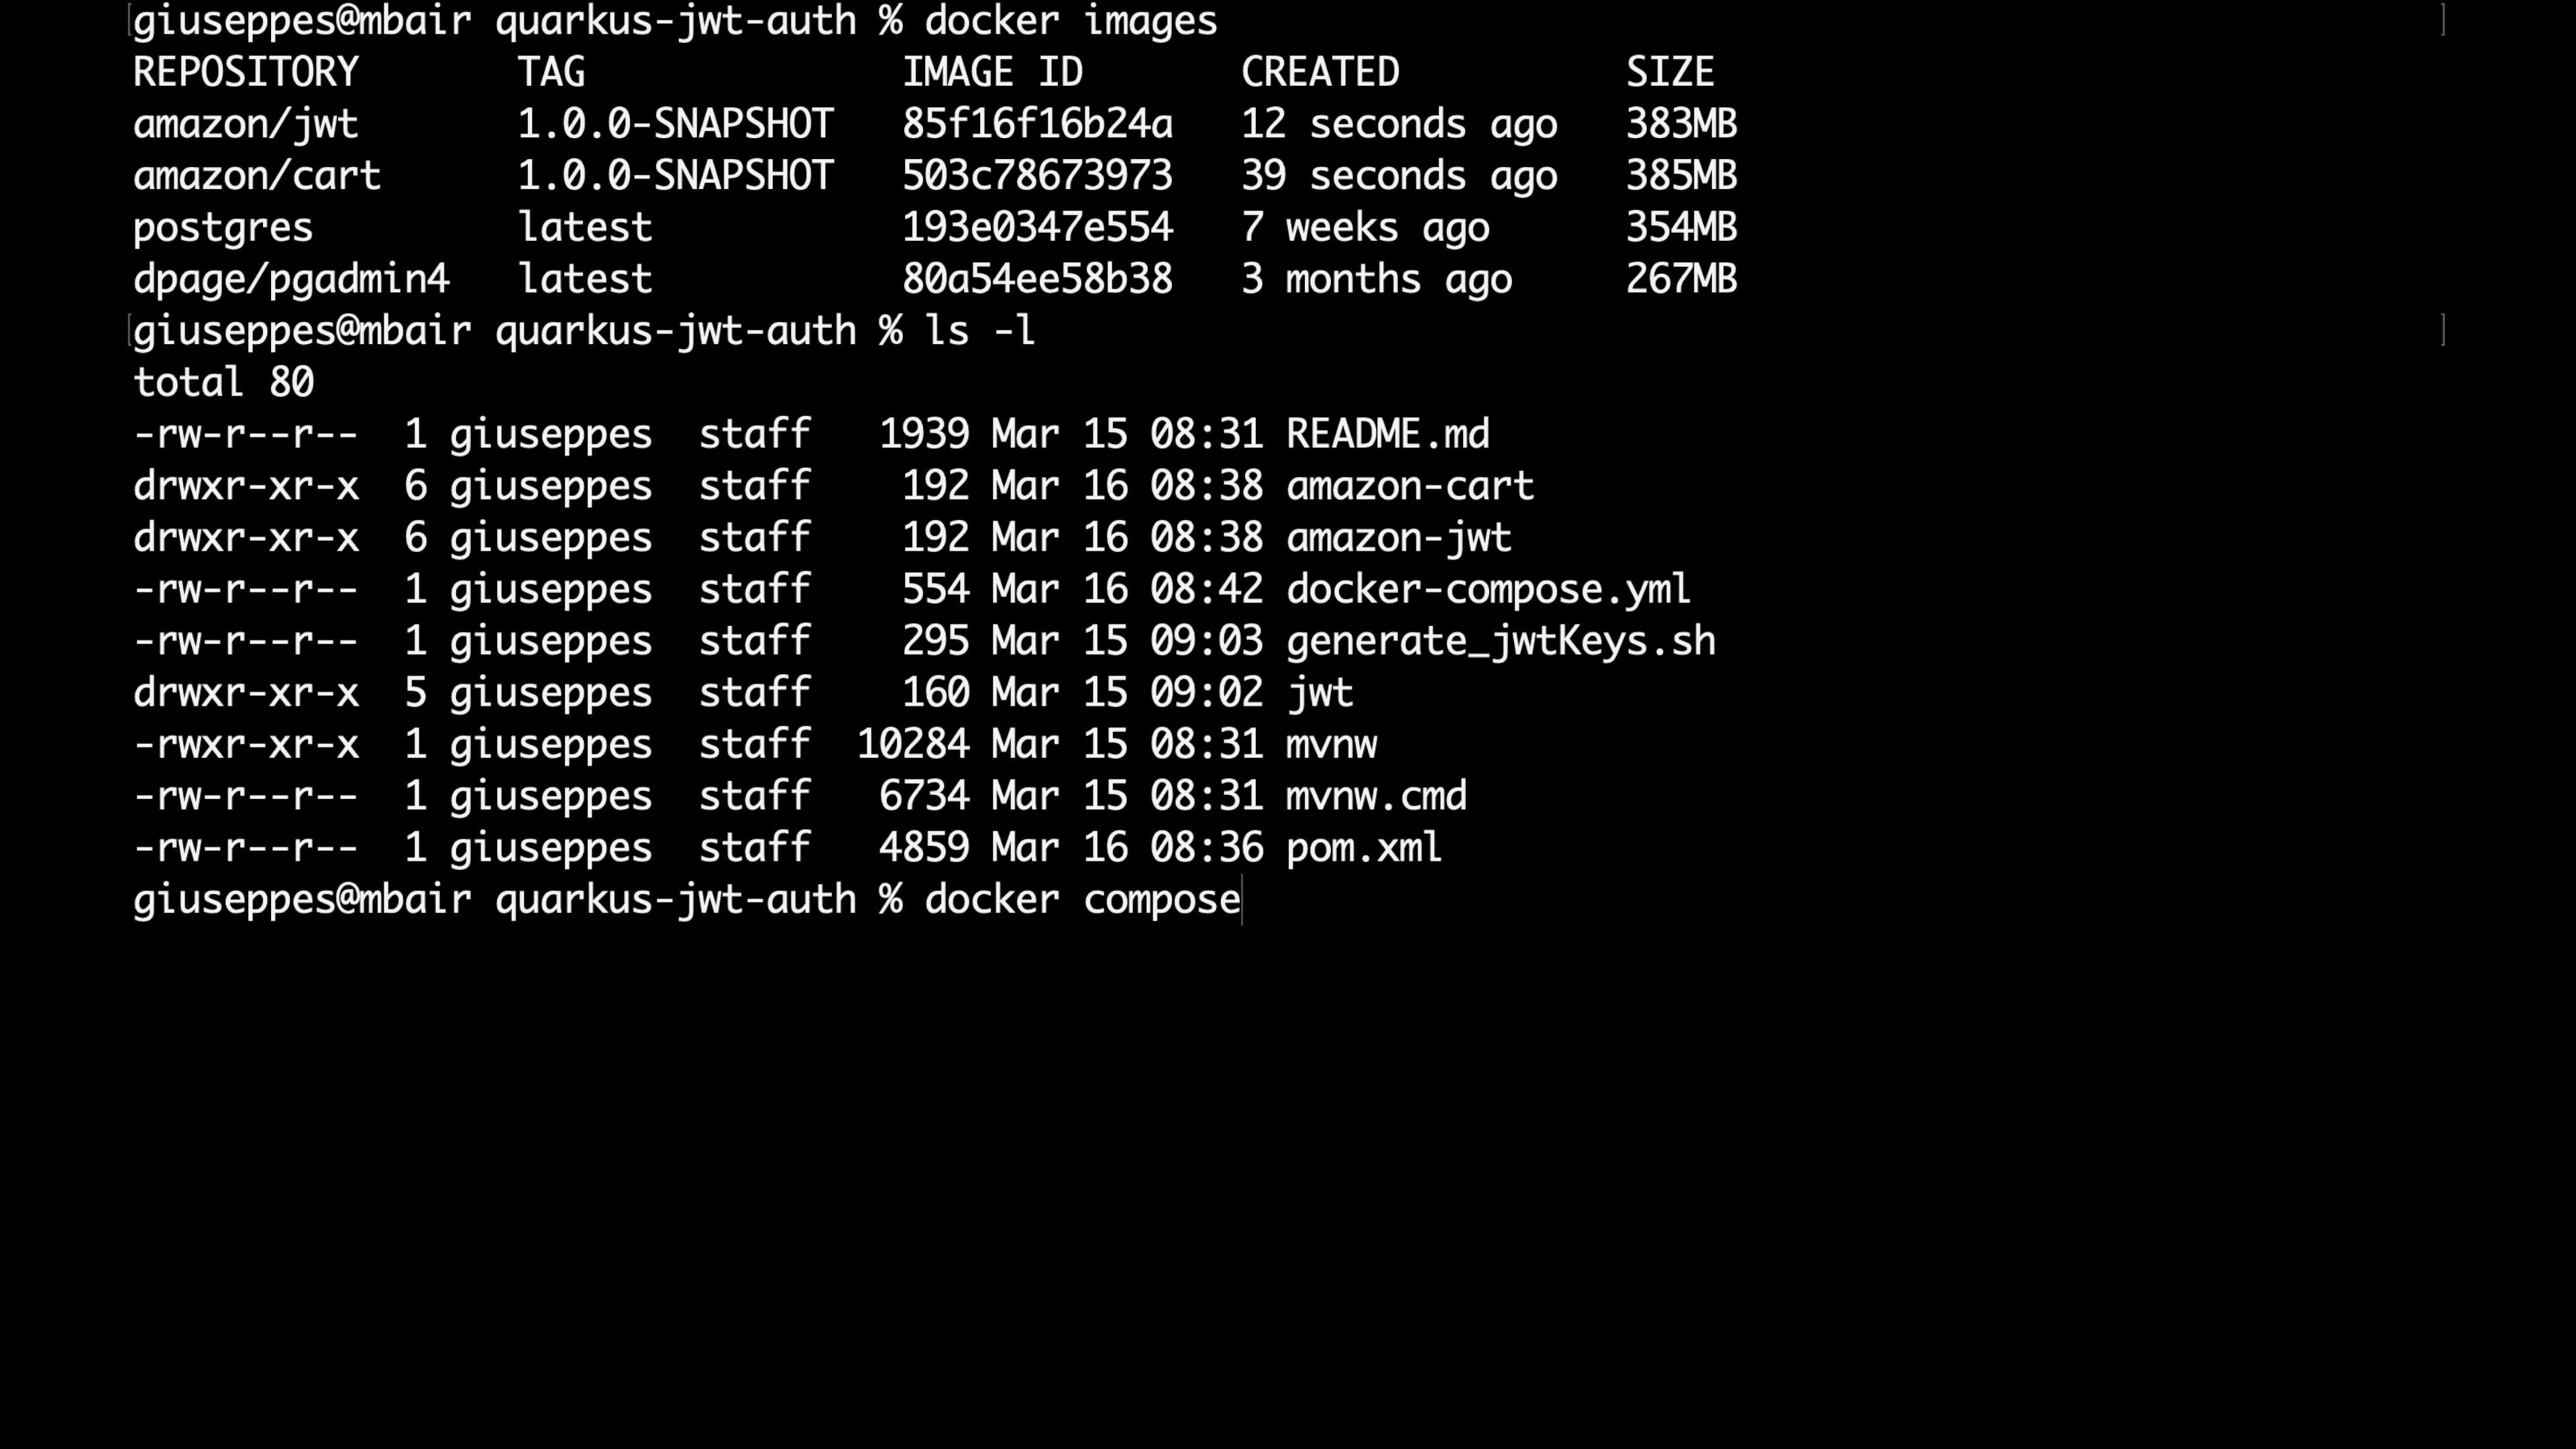 [giuseppes@mbair quarkus-jwt-auth % docker images ]
REPOSITORY TAG IMAGE ID CREATED SIZE
amazon/jwt 1.0.0-SNAPSHOT 85f16f16b24a 12 seconds ago 383MB
amazon/cart 1.0.0-SNAPSHOT 503c78673973 39 seconds ago 385MB
postgres latest 193e0347e554 7 weeks ago 354MB
dpage/pgadmin4 latest 80a54ee58b38 3 months ago 267MB
[giuseppes@mbair quarkus-jwt-auth % ls -l ]
total 80
-rw-r--r-- 1 giuseppes staff 1939 Mar 15 08:31 README.md
drwxr-xr-x 6 giuseppes staff 192 Mar 16 08:38 amazon-cart
drwxr-xr-x 6 giuseppes staff 192 Mar 16 08:38 amazon-jwt
-rw-r--r-- 1 giuseppes staff 554 Mar 16 08:42 docker-compose.yml
-rw-r--r-- 1 giuseppes staff 295 Mar 15 09:03 generate_jwtKeys.sh
drwxr-xr-x 5 giuseppes staff 160 Mar 15 09:02 jwt
-rwxr-xr-x 1 giuseppes staff 10284 Mar 15 08:31 mvnw
-rw-r--r-- 1 giuseppes staff 6734 Mar 15 08:31 mvnw.cmd
-rw-r--r-- 1 giuseppes staff 4859 Mar 16 08:36 pom.xml
giuseppes@mbair quarkus-jwt-auth % docker compose